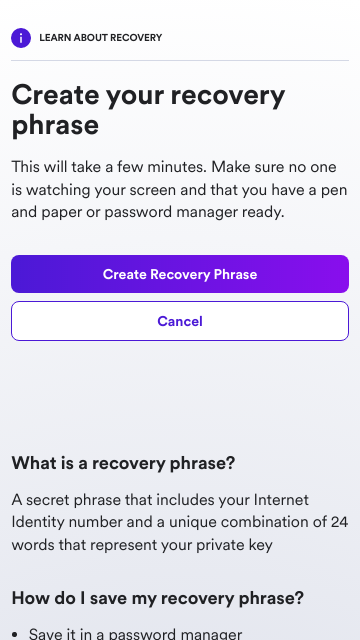 LEARN ABOUT RECOVERY
Create your recovery
phrase
This will take a few minutes. Make sure no one
is watching your screen and that you have a pen
and paper or password manager ready.
Create Recovery Phrase
Cancel
What is a recovery phrase?
A secret phrase that includes your Internet
Identity number and a unique combination of 24
words that represent your private key
How do I save my recovery phrase?
• Save it in a password manager